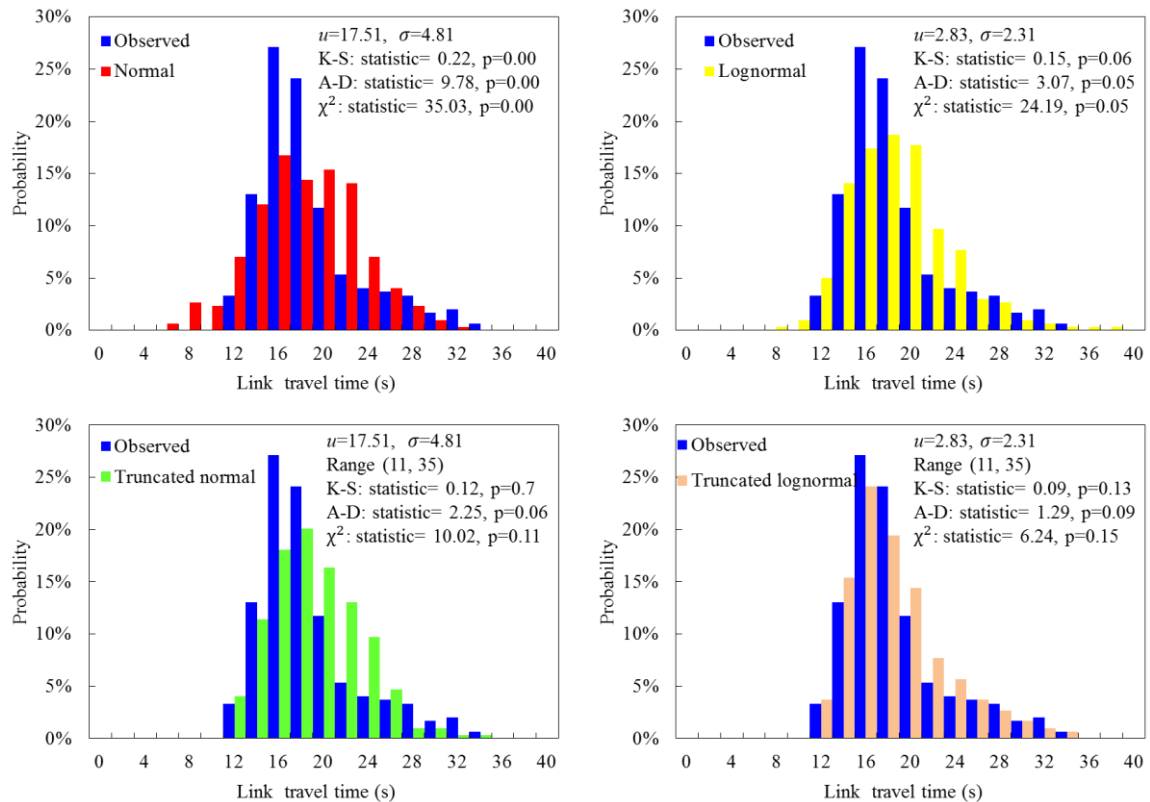 30%
25%
20%
15%
10%
5%
0%
Probability
Observed
Normal
u=17.51, σ=4.81
K-S: statistic= 0.22, p=0.00
A-D: statistic= 9.78, p=0.00
χ²: statistic= 35.03, p=0.00
0 4 8 12 16 20 24 28 32 36 40
Link travel time (s)
30%
25%
20%
15%
10%
5%
0%
Probability
Observed
Lognormal
u=2.83, σ=2.31
K-S: statistic= 0.15, p=0.06
A-D: statistic= 3.07, p=0.05
χ²: statistic= 24.19, p=0.05
0 4 8 12 16 20 24 28 32 36 40
Link travel time (s)
30%
25%
20%
15%
10%
5%
0%
Probability
Observed
Truncated normal
u=17.51, σ=4.81
Range (11, 35)
K-S: statistic= 0.12, p=0.7
A-D: statistic= 2.25, p=0.06
χ²: statistic= 10.02, p=0.11
0 4 8 12 16 20 24 28 32 36 40
Link travel time (s)
30%
25%
20%
15%
10%
5%
0%
Probability
Observed
Truncated lognormal
u=2.83, σ=2.31
Range (11, 35)
K-S: statistic= 0.09, p=0.13
A-D: statistic= 1.29, p=0.09
χ²: statistic= 6.24, p=0.15
0 4 8 12 16 20 24 28 32 36 40
Link travel time (s)